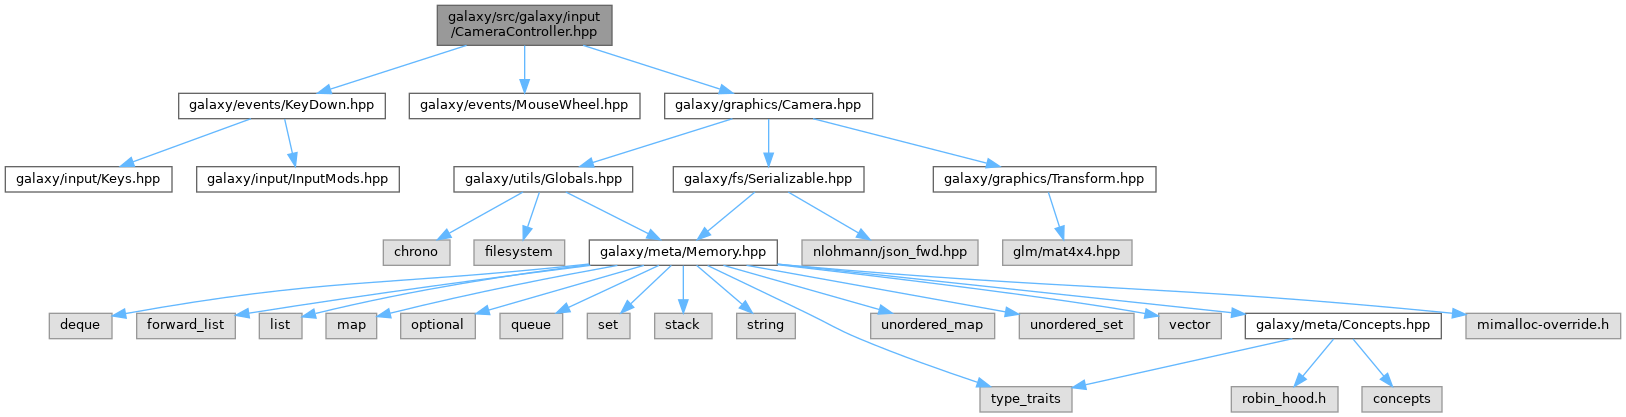 galaxy/src/galaxy/input
/CameraController.hpp
galaxy/events/KeyDown.hpp
galaxy/events/MouseWheel.hpp
galaxy/graphics/Camera.hpp
galaxy/input/Keys.hpp
galaxy/input/InputMods.hpp
galaxy/utils/Globals.hpp
galaxy/fs/Serializable.hpp
galaxy/graphics/Transform.hpp
chrono
filesystem
galaxy/meta/Memory.hpp
nlohmann/json_fwd.hpp
glm/mat4x4.hpp
deque
forward_list
list
map
optional
queue
set
stack
string
unordered_map
unordered_set
vector
galaxy/meta/Concepts.hpp
mimalloc-override.h
type_traits
robin_hood.h
concepts